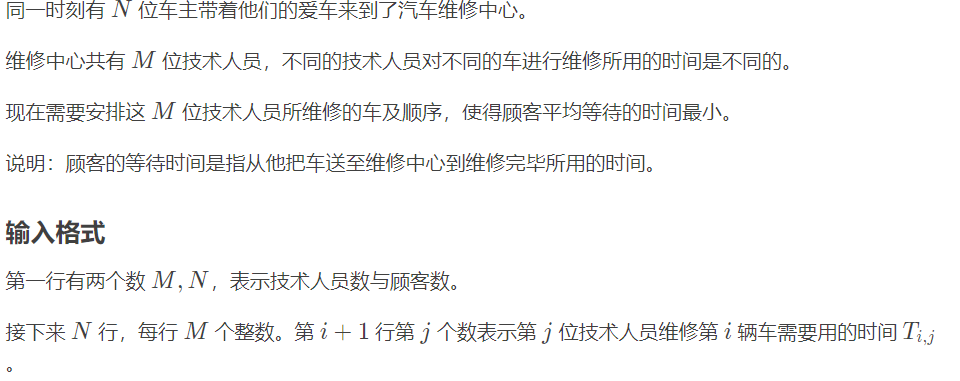 同一时刻有 N 位车主带着他们的爱车来到了汽车维修中心。
维修中心共有 M 位技术人员，不同的技术人员对不同的车进行维修所用的时间是不同的。
现在需要安排这 M 位技术人员所维修的车及顺序，使得顾客平均等待的时间最小。
说明：顾客的等待时间是指从他把车送至维修中心到维修完毕所用的时间。
输入格式
第一行有两个数 M, N，表示技术人员数与顾客数。
接下来 N 行，每行 M 个整数。第 i + 1 行第 j 个数表示第 j 位技术人员维修第 i 辆车需要用的时间 T_{i,j}
。